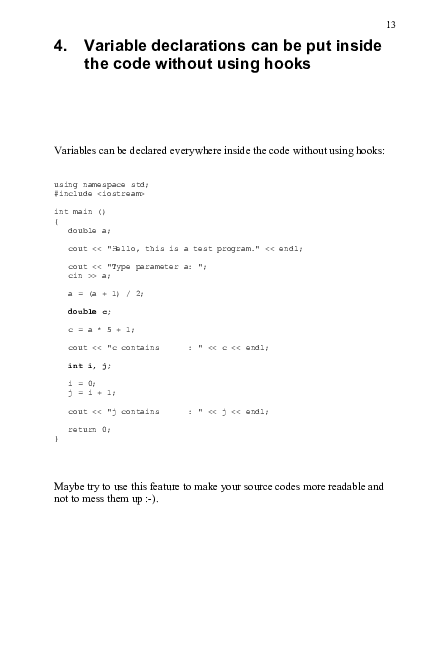 13
4. Variable declarations can be put inside
the code without using hooks
Variables can be declared everywhere inside the code without using hooks:
using namespace std;
#include <iostream>
int main ()
{
double a;
cout << "Hello, this is a test program." << endl;
cout << "Type parameter a: ";
cin >> a;
a = (a + 1) / 2;
double c;
c = a * 5 + 1;
cout << "c contains      : " << c << endl;
int i, j;
i = 0;
j = i + 1;
cout << "j contains      : " << j << endl;
return 0;
}
Maybe try to use this feature to make your source codes more readable and
not to mess them up :-).